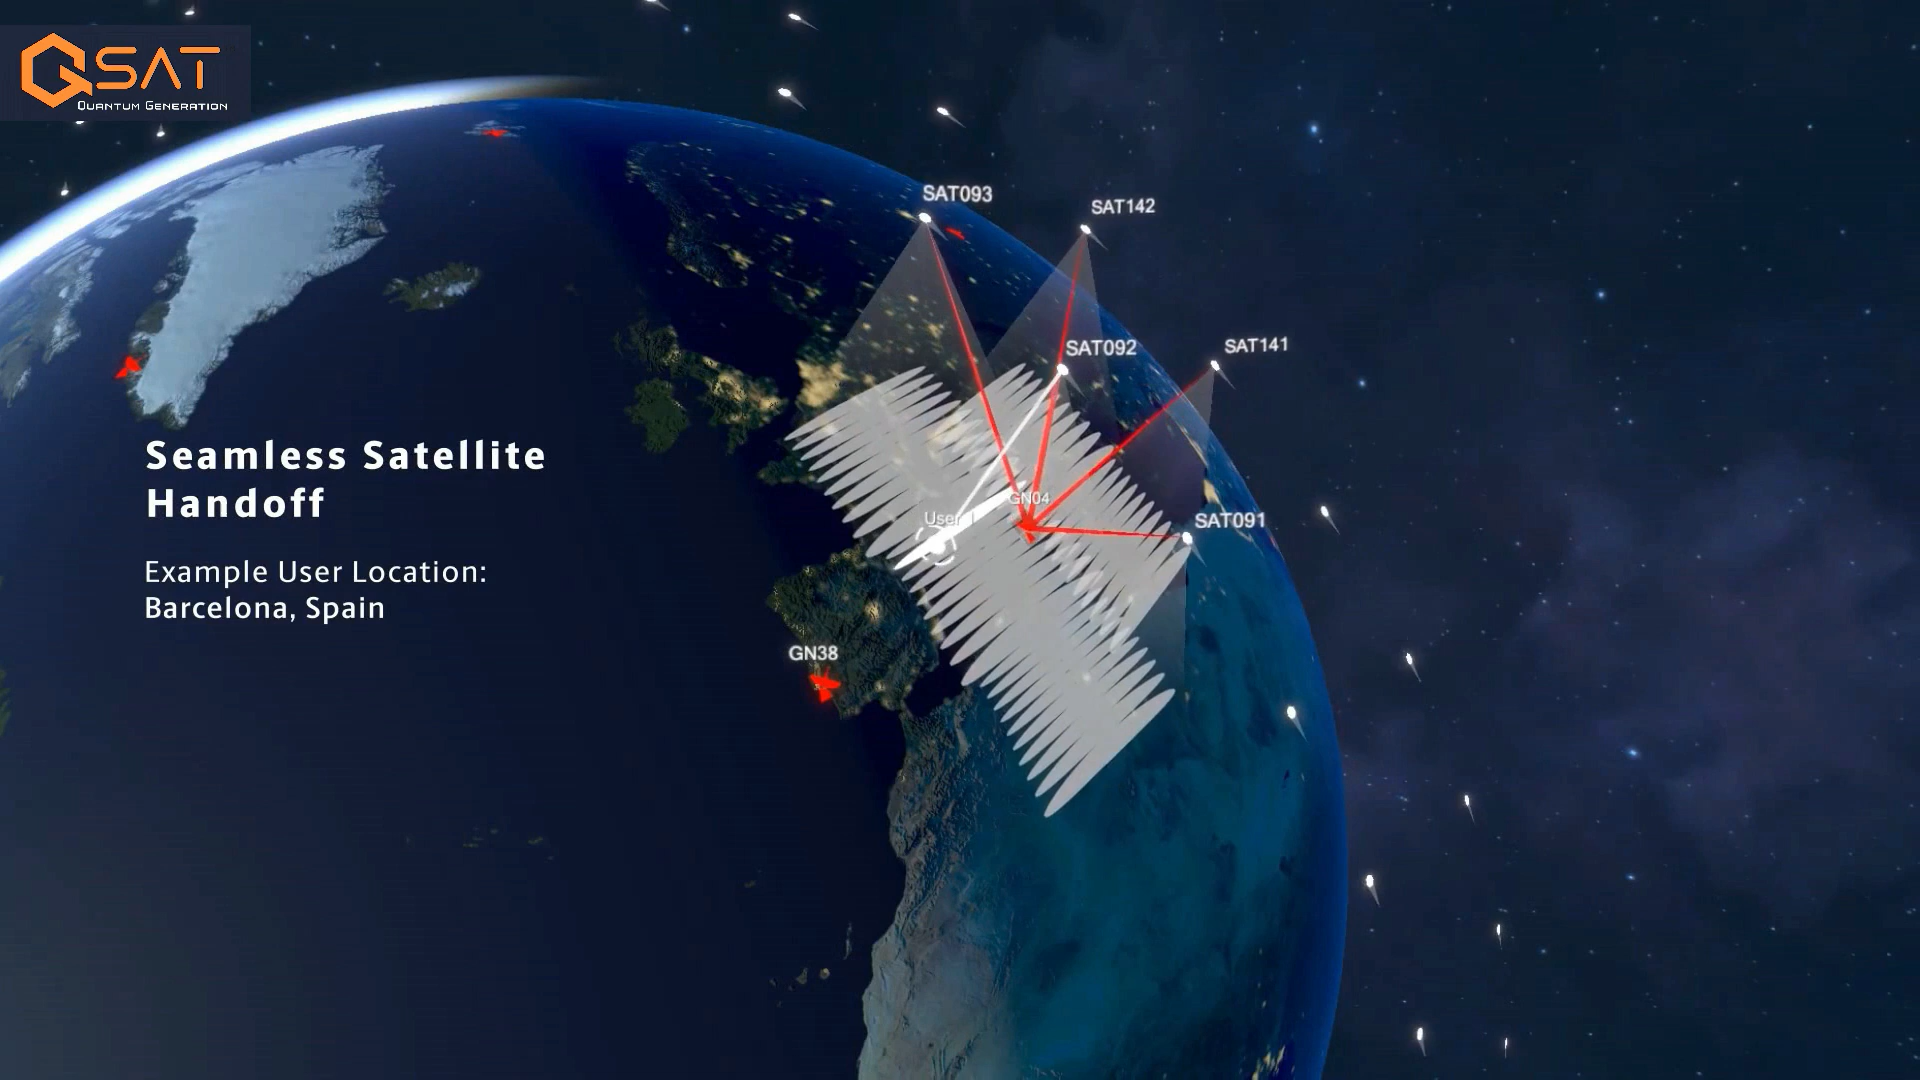 QSAT
QUANTUM GENERATION
SAT093
SAT142
SAT092
SAT141
Seamless Satellite
Handoff
GN04
User 1
SAT091
Example User Location:
Barcelona, Spain
GN38